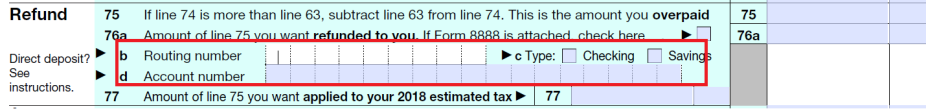 Refund 75 If line 74 is more than line 63, subtract line 63 from line 74. This is the amount you overpaid 75
76a Amount of line 75 you want refunded to you. If Form 8888 is attached, check here . ▶ 76a
Direct deposit? ▶ b Routing number ▶ c Type: Checking Savings
See
▶ d Account number
instructions.
77 Amount of line 75 you want applied to your 2018 estimated tax ▶ 77